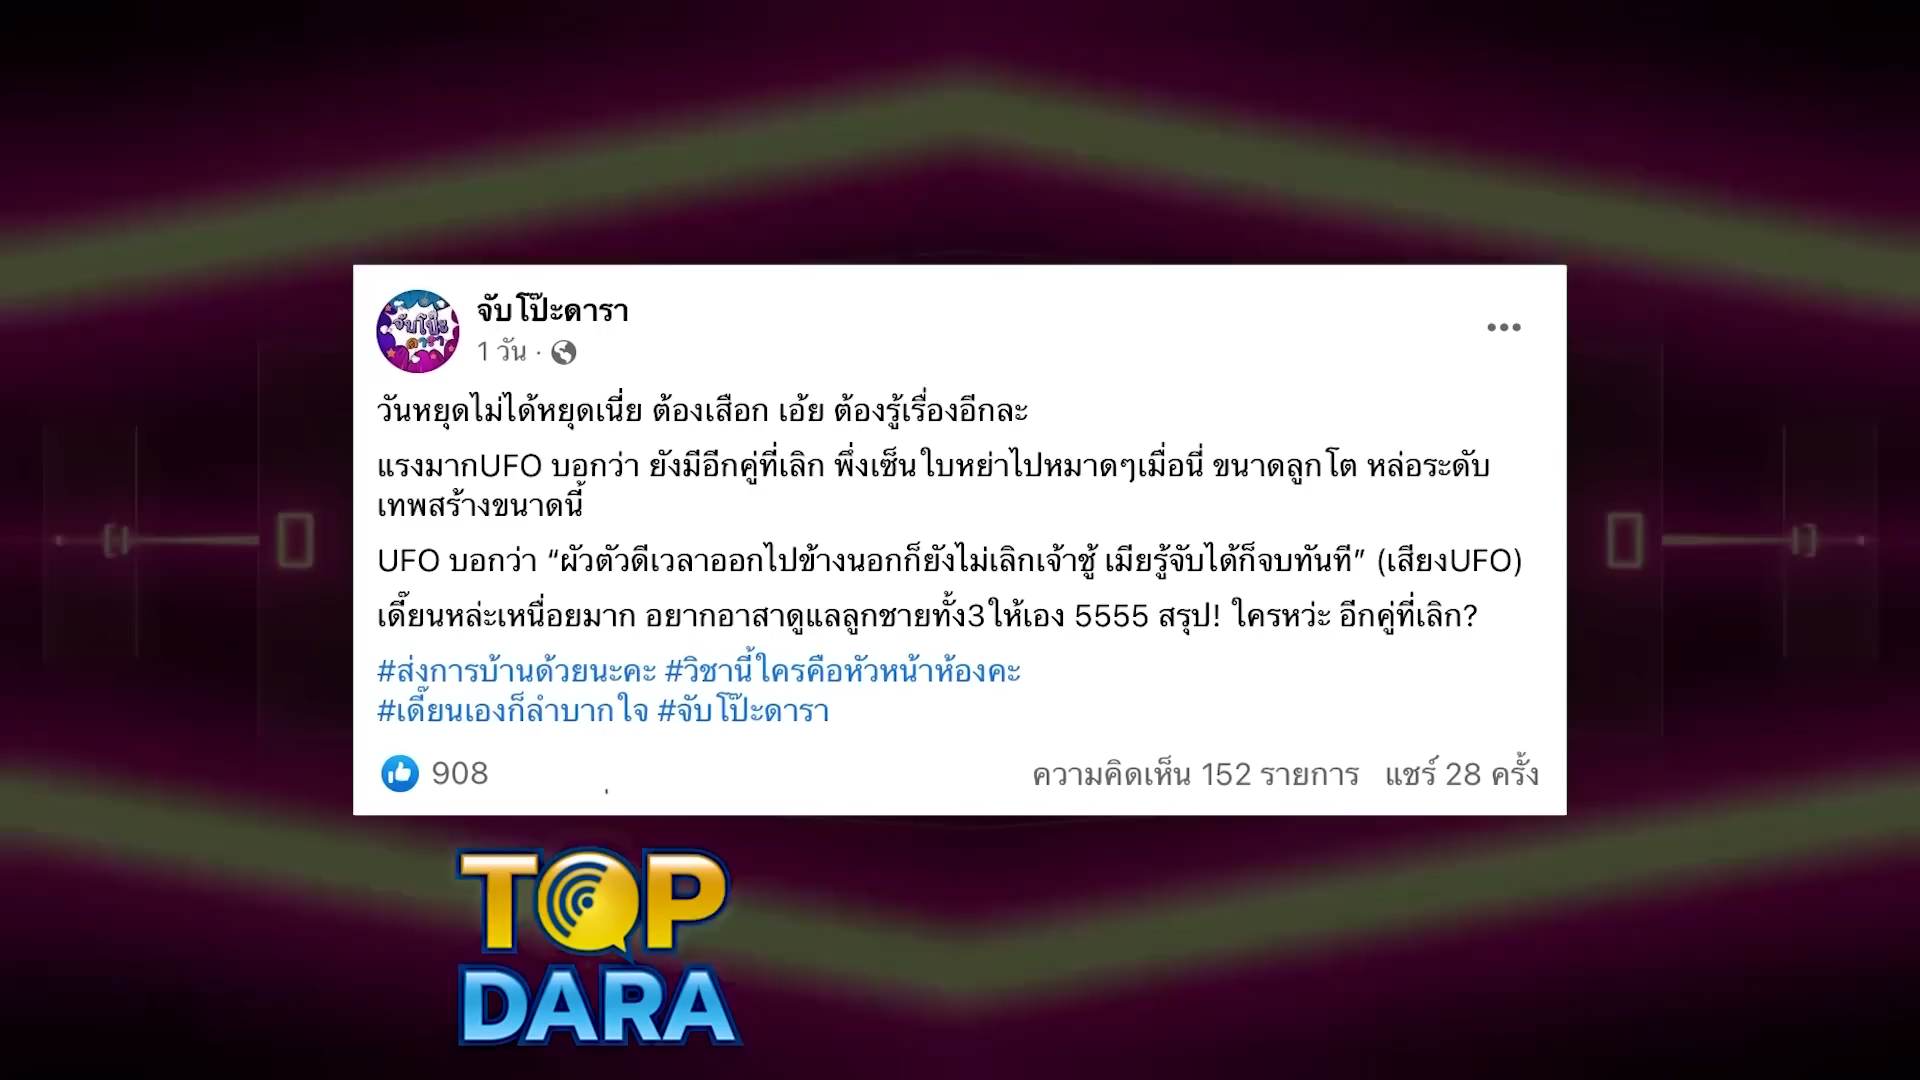 จับโป๊ะดารา
จับโป๊ะ
ดารา
1 วัน ·
วันหยุดไม่ได้หยุดเนี่ย ต้องเสือก เอ้ย ต้องรู้เรื่องอีกละ
แรงมากUFO บอกว่า ยังมีอีกคู่ที่เลิก พึ่งเซ็นใบหย่าไปหมาดๆเมื่อนี่ ขนาดลูกโต หล่อระดับ
เทพสร้างขนาดนี้
UFO บอกว่า “ผัวตัวดีเวลาออกไปข้างนอกก็ยังไม่เลิกเจ้าชู้ เมียรู้จับได้ก็จบทันที” (เสียงUFO)
เดี๊ยนหล่ะเหนื่อยมาก อยากอาสาดูแลลูกชายทั้ง3ให้เอง 5555 สรุป! ใครหว่ะ อีกคู่ที่เลิก?
#ส่งการบ้านด้วยนะคะ #วิชานี้ใครคือหัวหน้าห้องคะ
#เดี๊ยนเองก็ลำบากใจ #จับโป๊ะดารา
908
ความคิดเห็น 152 รายการ แชร์ 28 ครั้ง
TOP
DARA